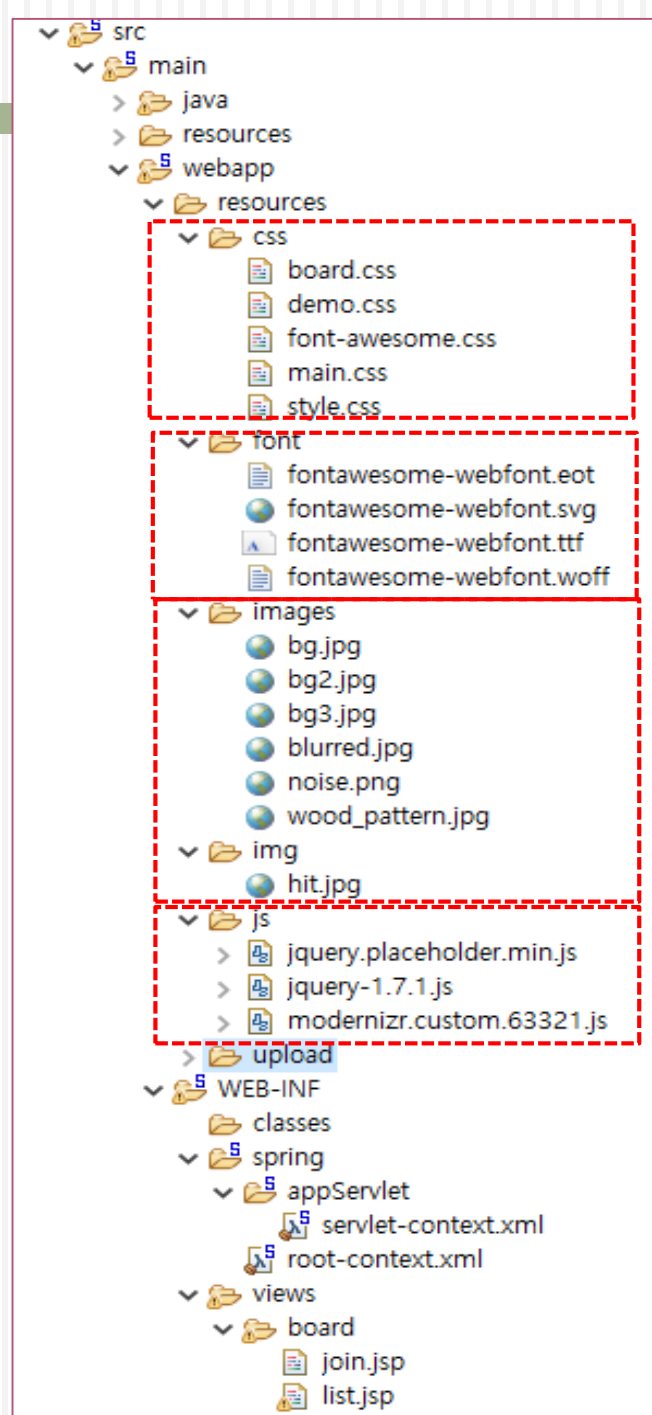 src
main
java
resources
webapp
resources
css
board.css
demo.css
font-awesome.css
main.css
style.css
font
fontawesome-webfont.eot
fontawesome-webfont.svg
fontawesome-webfont.ttf
fontawesome-webfont.woff
images
bg.jpg
bg2.jpg
bg3.jpg
blurred.jpg
noise.png
wood_pattern.jpg
img
hit.jpg
js
jquery.placeholder.min.js
jquery-1.7.1.js
modernizr.custom.63321.js
upload
WEB-INF
classes
spring
appServlet
servlet-context.xml
root-context.xml
views
board
join.jsp
list.jsp